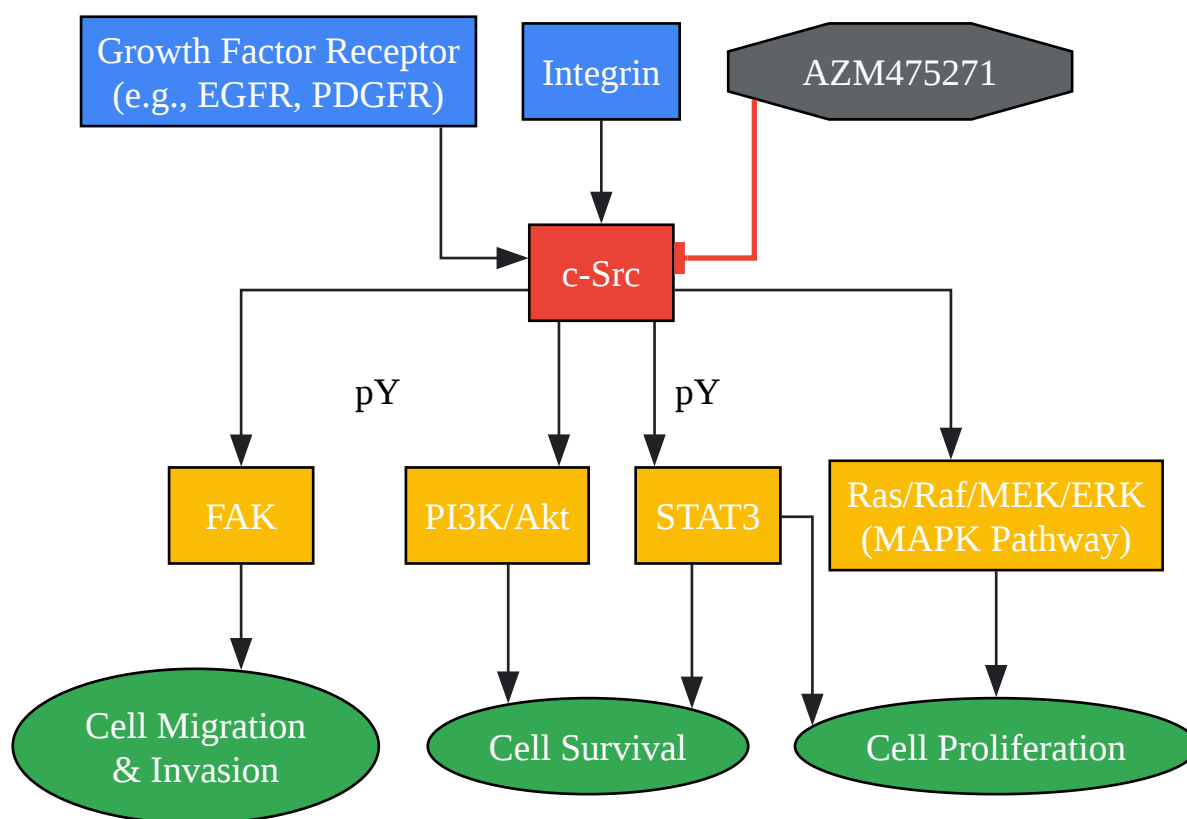 Growth Factor Receptor
(e.g., EGFR, PDGFR)
Integrin
AZM475271
c-Src
pY
pY
FAK
PI3K/Akt
STAT3
Ras/Raf/MEK/ERK
(MAPK Pathway)
Cell Migration
& Invasion
Cell Survival
Cell Proliferation